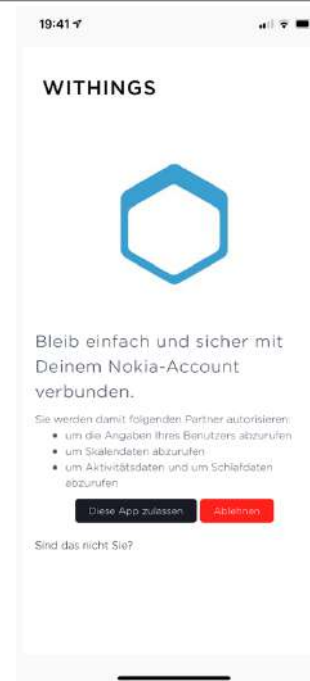 19:41
WITHINGS
Bleib einfach und sicher mit
Deinem Nokia-Account
verbunden.
Sie werden damit folgenden Partner autorisieren:
um die Angaben Ihres Benutzers abzurufen
um Skalendaten abzurufen
um Aktivitätsdaten und um Schlafdaten
abzurufen
Diese App zulassen Ablehnen
Sind das nicht Sie?